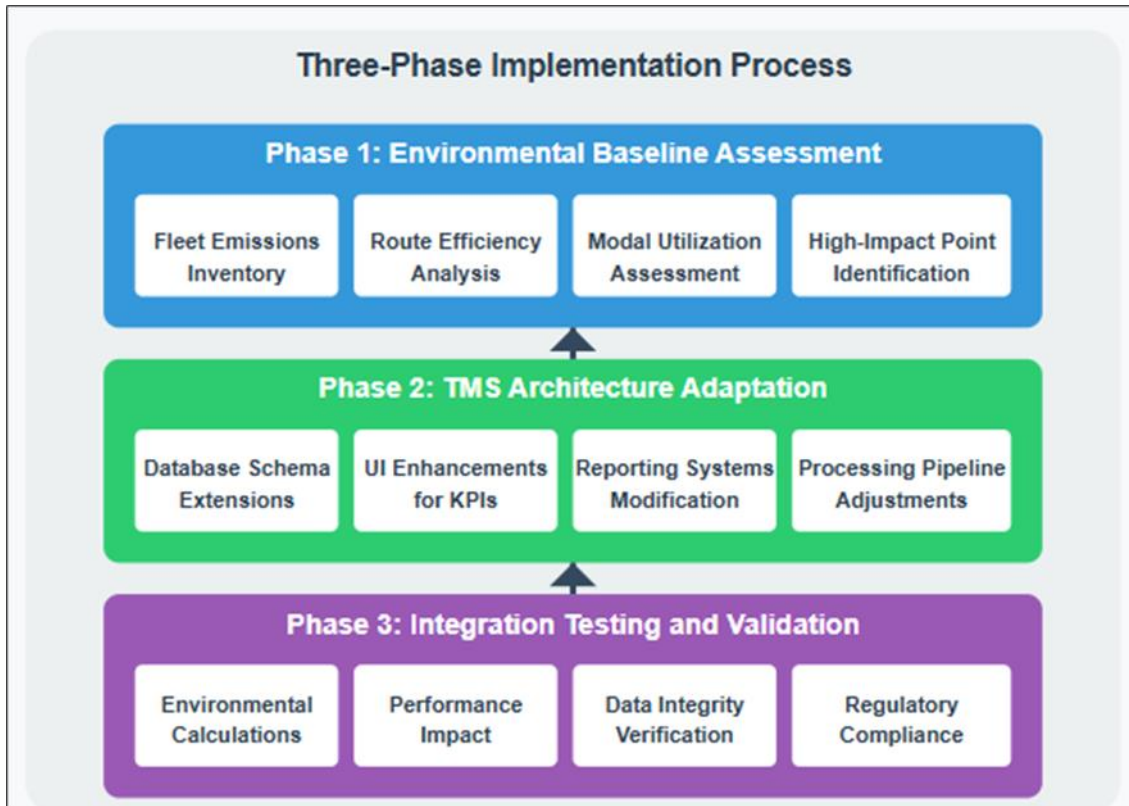 Three-Phase Implementation Process
Phase 1: Environmental Baseline Assessment
Fleet Emissions
Inventory
Route Efficiency
Analysis
Modal Utilization
Assessment
High-Impact Point
Identification
Phase 2: TMS Architecture Adaptation
Database Schema
Extensions
UI Enhancements
for KPIs
Reporting Systems
Modification
Processing Pipeline
Adjustments
Phase 3: Integration Testing and Validation
Environmental
Calculations
Performance
Impact
Data Integrity
Verification
Regulatory
Compliance